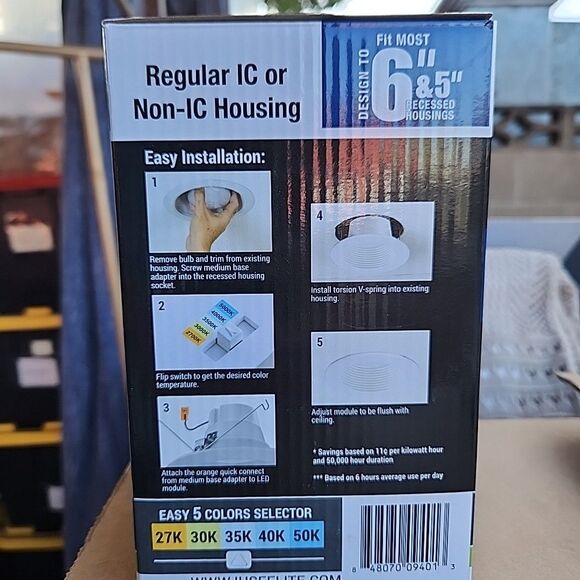 Regular IC or
Non-IC Housing
DESIGN TO
Fit MOST
6"
&5"
RECESSED
HOUSINGS
Easy Installation:
1
Remove bulb and trim from existing
housing. Screw medium base
adapter into the recessed housing
socket.
2
5000K
4000K
3500K
3000K
2700K
Flip switch to get the desired color
temperature.
3
Attach the orange quick connect
from medium base adapter to LED
module.
4
Install torsion V-spring into existing
housing.
5
Adjust module to be flush with
ceiling.
* Savings based on 11¢ per kilowatt hour
and 50,000 hour duration
*** Based on 6 hours average use per day
EASY 5 COLORS SELECTOR
27K 30K 35K 40K 50K
8 48070 09401 3